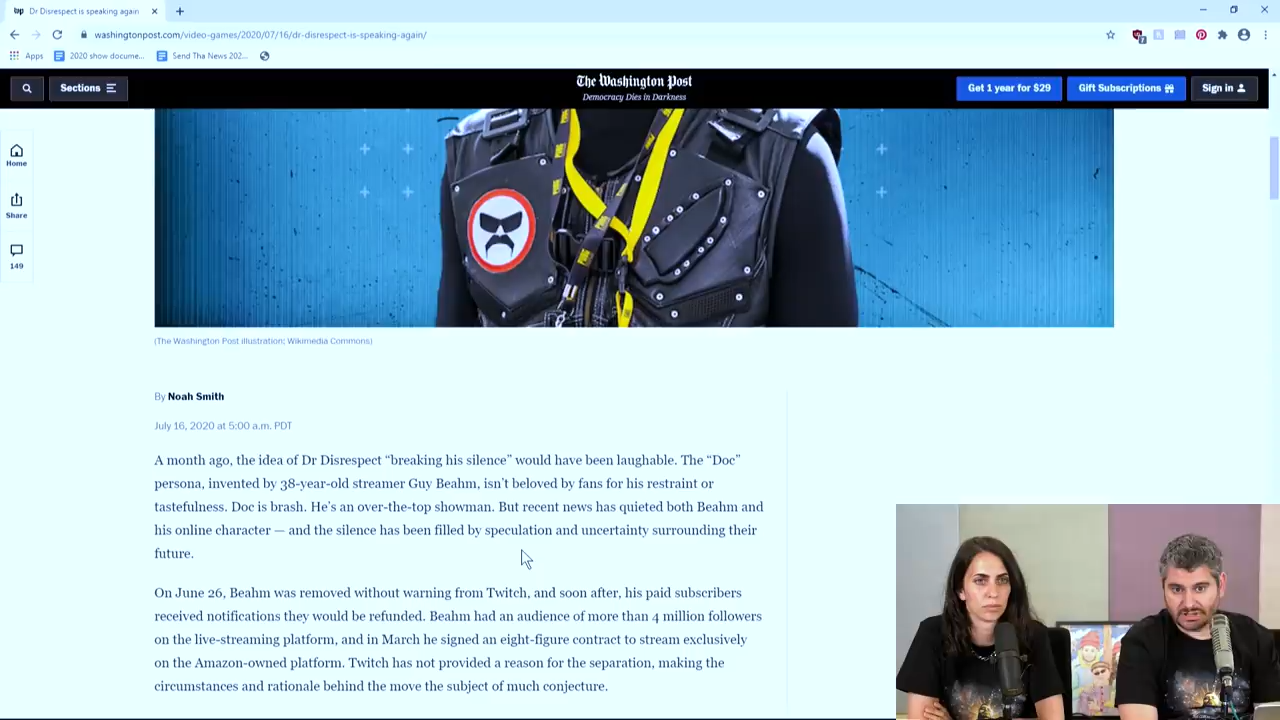 Dr Disrespect is speaking again
washingtonpost.com/video-games/2020/07/16/dr-disrespect-is-speaking-again/
Apps
2020 show docume...
Send Tha News 202...
Sections
The Washington Post
Democracy Dies in Darkness
Get 1 year for $29
Gift Subscriptions
Sign in
Home
Share
149
(The Washington Post illustration; Wikimedia Commons)
By Noah Smith
July 16, 2020 at 5:00 a.m. PDT
A month ago, the idea of Dr Disrespect “breaking his silence” would have been laughable. The “Doc”
persona, invented by 38-year-old streamer Guy Beahm, isn’t beloved by fans for his restraint or
tastefulness. Doc is brash. He’s an over-the-top showman. But recent news has quieted both Beahm and
his online character — and the silence has been filled by speculation and uncertainty surrounding their
future.
On June 26, Beahm was removed without warning from Twitch, and soon after, his paid subscribers
received notifications they would be refunded. Beahm had an audience of more than 4 million followers
on the live-streaming platform, and in March he signed an eight-figure contract to stream exclusively
on the Amazon-owned platform. Twitch has not provided a reason for the separation, making the
circumstances and rationale behind the move the subject of much conjecture.